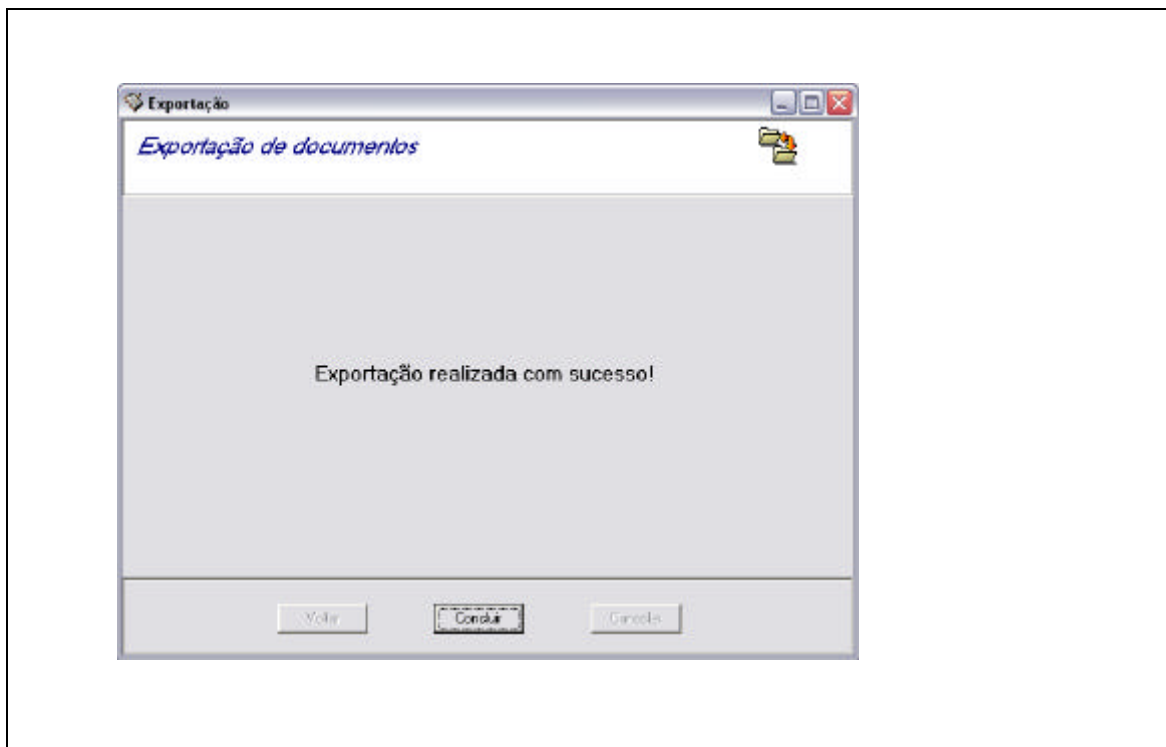 Exportação
Exportação de documentos
Exportação realizada com sucesso!
Voltar
Concluir
Cancelar